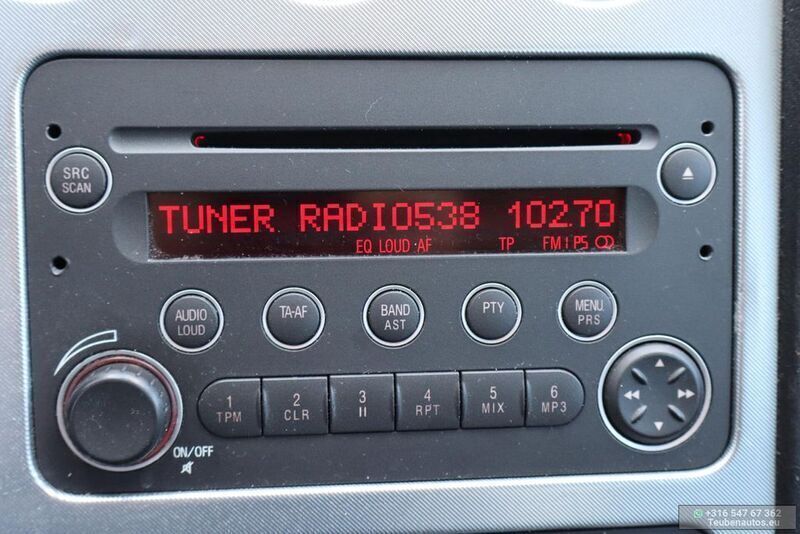 SRC
SCAN
TUNER RADIO538 102.70
EQ LOUD AF TP FM1 P5
AUDIO
LOUD
TA-AF
BAND
AST
PTY
MENU
PRS
1
TPM
2
CLR
3
4
RPT
5
MIX
6
MP3
ON/OFF
+316 547 67 362
Teubenautos.eu